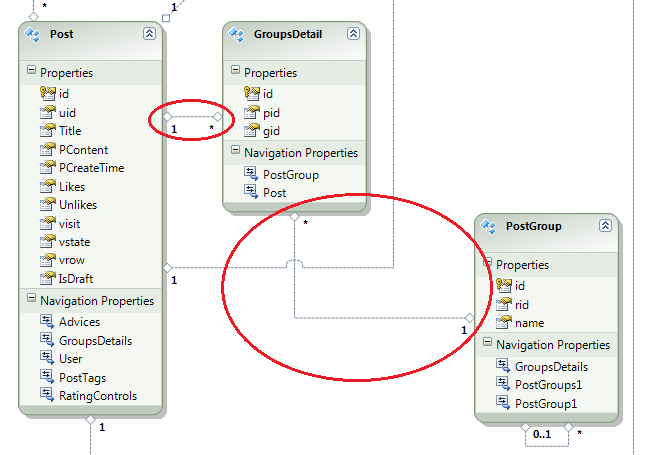 *
1
Post
Properties
id
uid
Title
PContent
PCreateTime
Likes
Unlikes
visit
vstate
vrow
IsDraft
Navigation Properties
Advices
GroupsDetails
User
PostTags
RatingControls
1
1 *
1
GroupsDetail
Properties
id
pid
gid
Navigation Properties
PostGroup
Post
*
1
PostGroup
Properties
id
rid
name
Navigation Properties
GroupsDetails
PostGroups1
PostGroup1
0..1 *